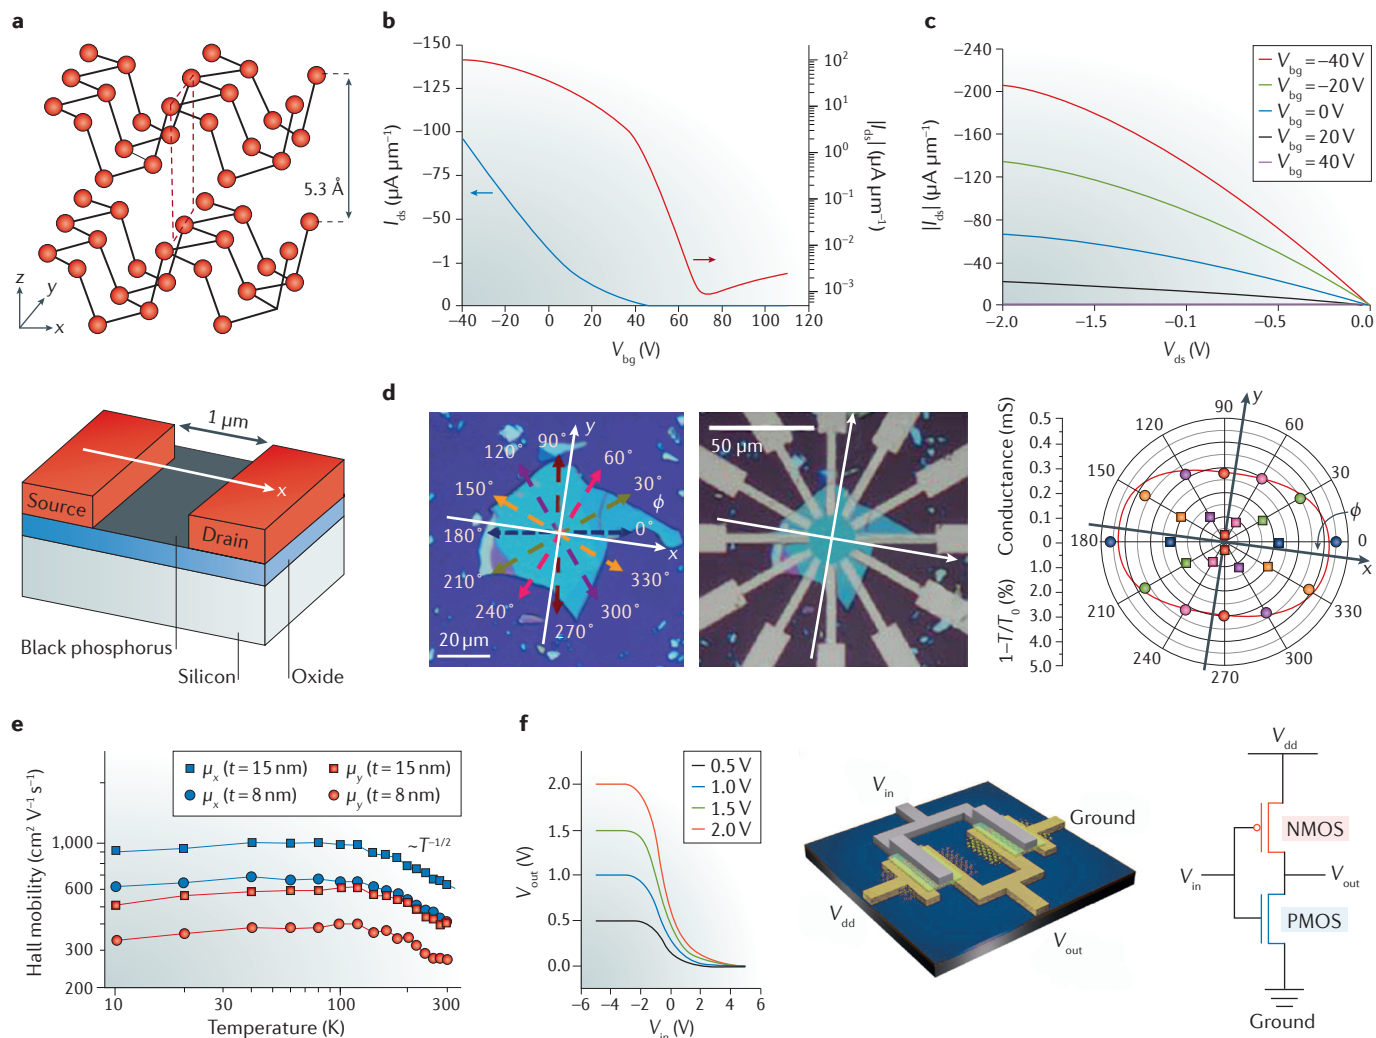 a
5.3 Å
z
y
x
1 µm
x
Source
Drain
Black phosphorus
Silicon
Oxide
b
−150
−125
−100
−75
−50
−1
0
I_ds (µA µm⁻¹)
10²
10¹
10⁰
10⁻¹
10⁻²
10⁻³
|I_ds| (µA µm⁻¹)
−40 −20 0 20 40 60 80 100 120
V_bg (V)
c
−240
−200
−160
−120
−80
−40
0
|I_ds| (µA µm⁻¹)
−2.0 −1.5 −0.1 −0.5 0.0
V_ds (V)
V_bg = −40 V
V_bg = −20 V
V_bg = 0 V
V_bg = 20 V
V_bg = 40 V
d
y
90°
120°
60°
150°
30°
ϕ
180°
0°
x
210°
330°
240°
300°
270°
20 µm
50 µm
y
90
120
60
150
30
ϕ
180
0
x
210
330
240
300
270
0.5
0.4
0.3
0.2
0.1
0
1.0
2.0
3.0
4.0
5.0
Conductance (mS)
1−T/T₀ (%)
e
µ_x (t = 15 nm) µ_y (t = 15 nm)
µ_x (t = 8 nm) µ_y (t = 8 nm)
~T⁻¹/²
1,000
600
300
200
Hall mobility (cm² V⁻¹ s⁻¹)
10 30 100 300
Temperature (K)
f
0.5 V
1.0 V
1.5 V
2.0 V
2.0
1.5
1.0
0.5
0.0
V_out (V)
−6 −4 −2 0 2 4 6
V_in (V)
V_in
Ground
V_dd
V_out
V_dd
NMOS
V_in
V_out
PMOS
Ground